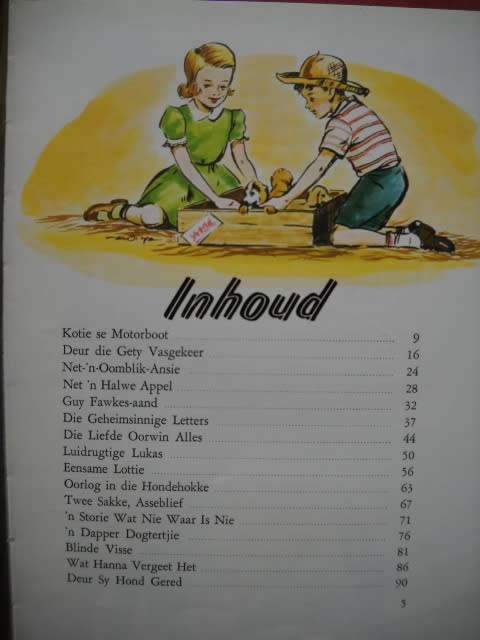 Inhoud
Kotie se Motorboot 9
Deur die Gety Vasgekeer 16
Net-'n-Oomblik-Ansie 24
Net 'n Halwe Appel 28
Guy Fawkes-aand 32
Die Geheimsinnige Letters 37
Die Liefde Oorwin Alles 44
Luidrugtige Lukas 50
Eensame Lottie 56
Oorlog in die Hondehokke 63
Twee Sakke, Asseblief 67
'n Storie Wat Nie Waar Is Nie 71
'n Dapper Dogtertjie 76
Blinde Visse 81
Wat Hanna Vergeet Het 86
Deur Sy Hond Gered 90
5